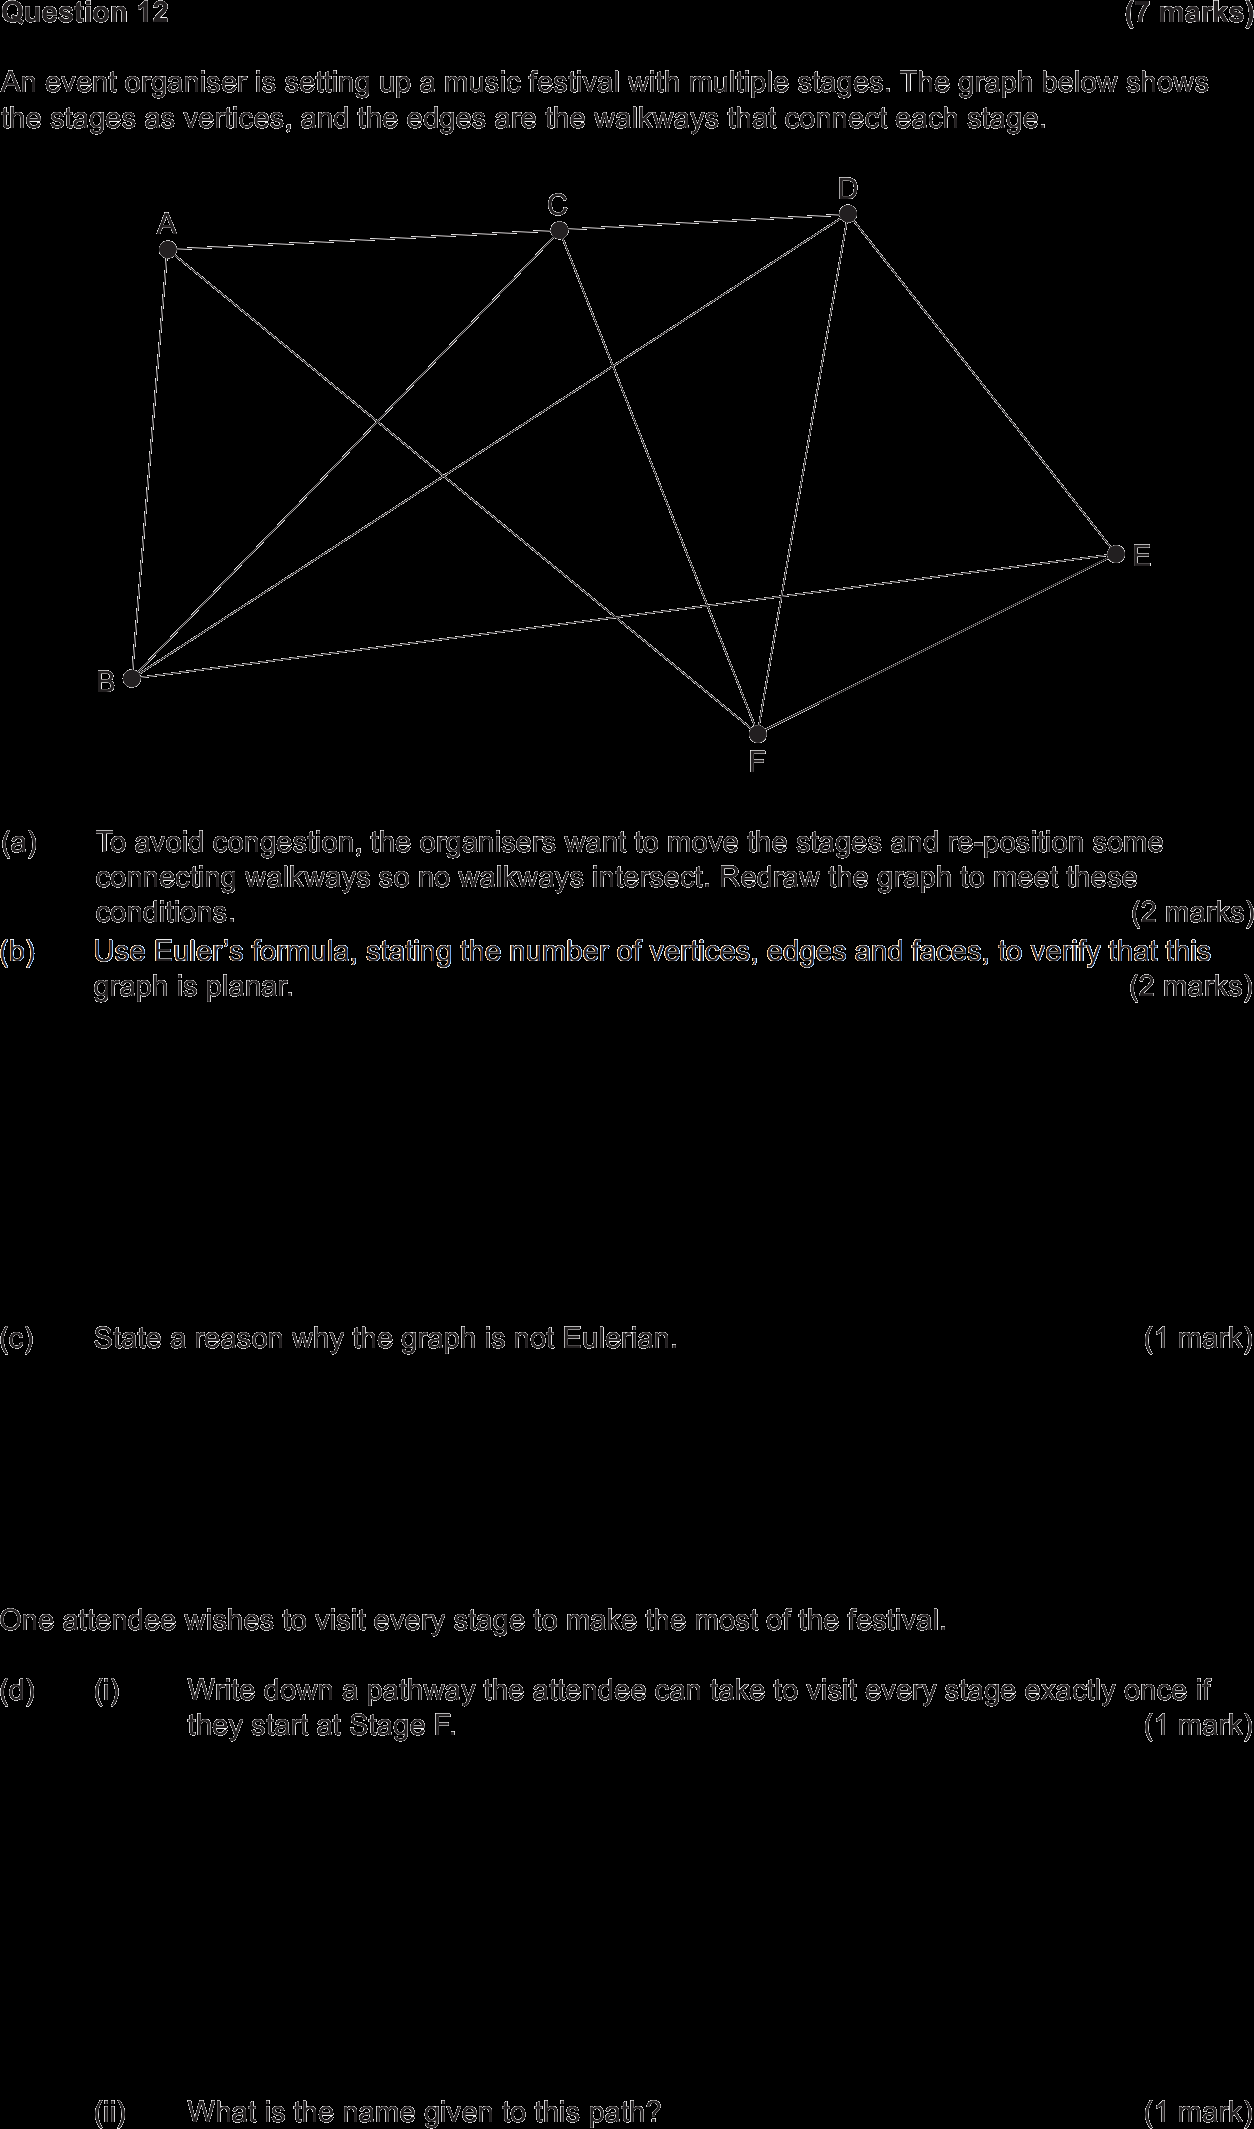 Question 12 (7 marks)
An event organiser is setting up a music festival with multiple stages. The graph below shows
the stages as vertices, and the edges are the walkways that connect each stage.
D
C
A
E
B
F
(a) To avoid congestion, the organisers want to move the stages and re-position some
connecting walkways so no walkways intersect. Redraw the graph to meet these
conditions. (2 marks)
(b) Use Euler’s formula, stating the number of vertices, edges and faces, to verify that this
graph is planar. (2 marks)
(c) State a reason why the graph is not Eulerian. (1 mark)
One attendee wishes to visit every stage to make the most of the festival.
(d) (i) Write down a pathway the attendee can take to visit every stage exactly once if
they start at Stage F. (1 mark)
(ii) What is the name given to this path? (1 mark)